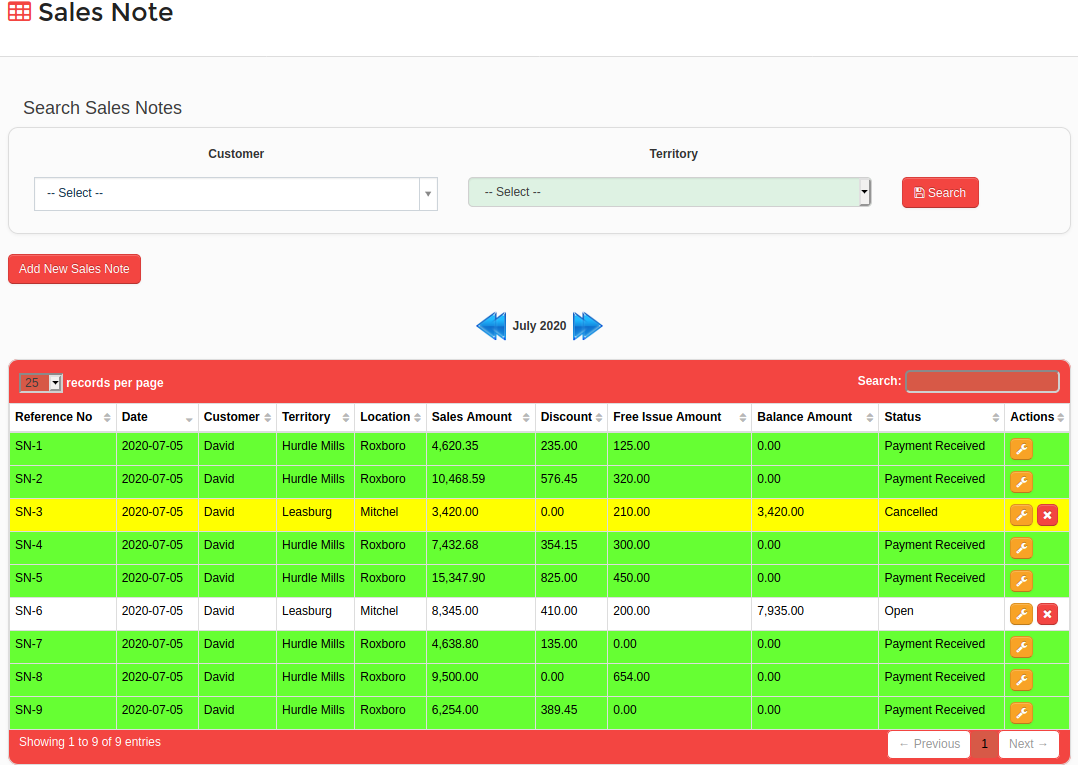 Sales Note
Search Sales Notes
Customer Territory
-- Select -- -- Select -- Search
Add New Sales Note
July 2020
25 records per page Search:
Reference No Date Customer Territory Location Sales Amount Discount Free Issue Amount Balance Amount Status Actions
SN-1 2020-07-05 David Hurdle Mills Roxboro 4,620.35 235.00 125.00 0.00 Payment Received
SN-2 2020-07-05 David Hurdle Mills Roxboro 10,468.59 576.45 320.00 0.00 Payment Received
SN-3 2020-07-05 David Leasburg Mitchel 3,420.00 0.00 210.00 3,420.00 Cancelled
SN-4 2020-07-05 David Hurdle Mills Roxboro 7,432.68 354.15 300.00 0.00 Payment Received
SN-5 2020-07-05 David Hurdle Mills Roxboro 15,347.90 825.00 450.00 0.00 Payment Received
SN-6 2020-07-05 David Leasburg Mitchel 8,345.00 410.00 200.00 7,935.00 Open
SN-7 2020-07-05 David Hurdle Mills Roxboro 4,638.80 135.00 0.00 0.00 Payment Received
SN-8 2020-07-05 David Hurdle Mills Roxboro 9,500.00 0.00 654.00 0.00 Payment Received
SN-9 2020-07-05 David Hurdle Mills Roxboro 6,254.00 389.45 0.00 0.00 Payment Received
Showing 1 to 9 of 9 entries ← Previous 1 Next →